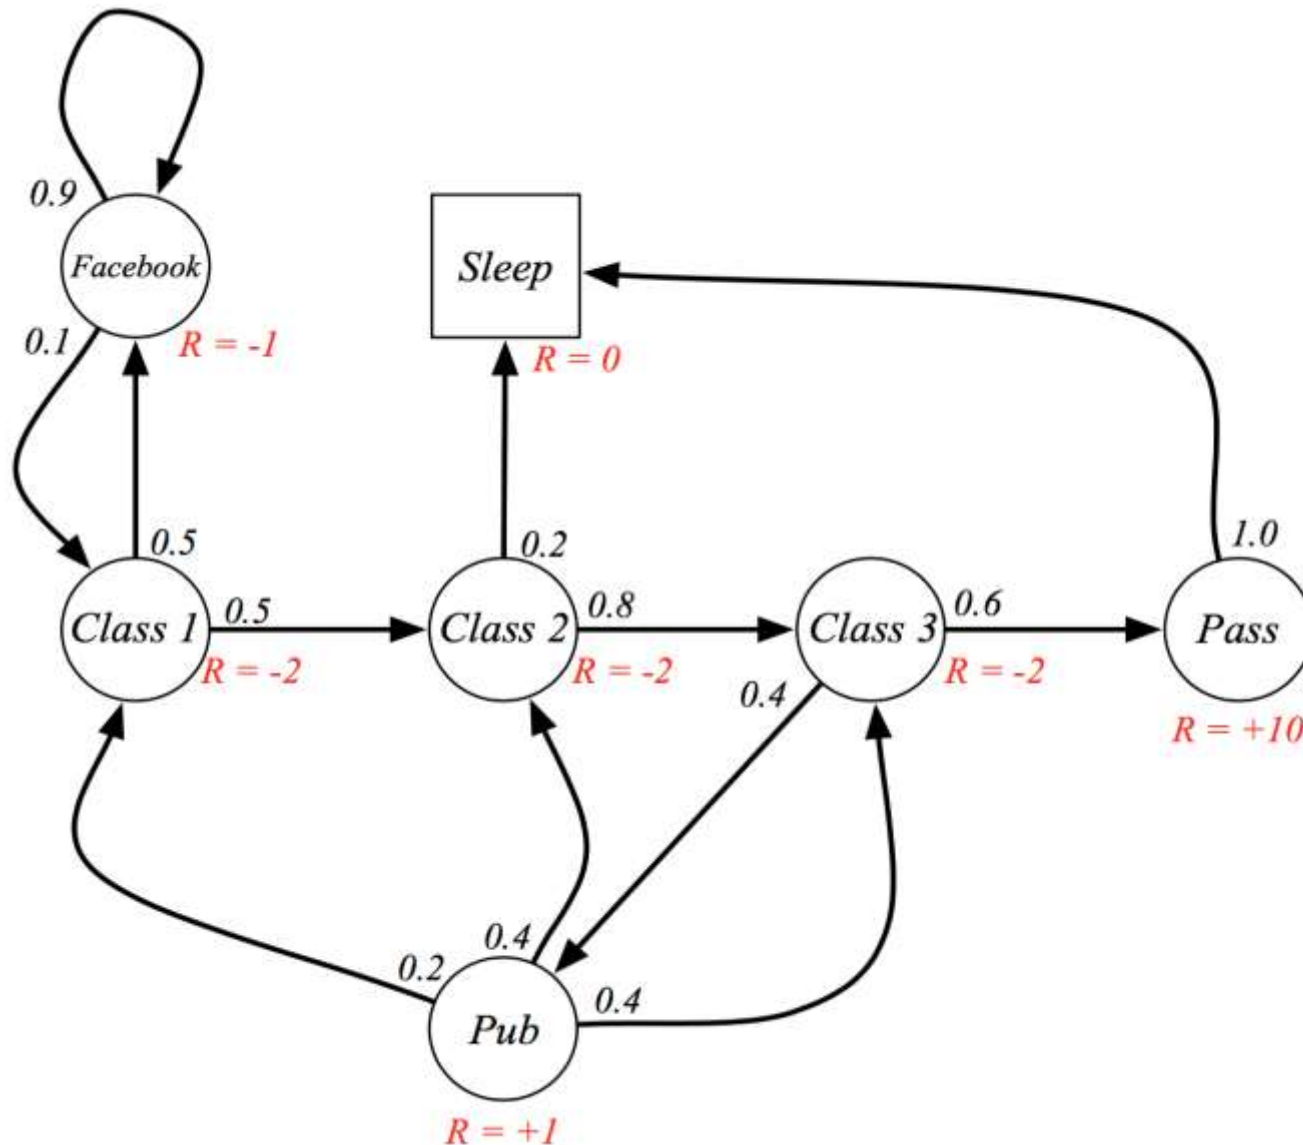 0.9
Facebook
0.1
R = -1
Sleep
R = 0
0.5
0.2
1.0
Class 1
0.5
R = -2
Class 2
0.8
R = -2
Class 3
0.6
R = -2
Pass
R = +10
0.4
0.4
0.2
0.4
Pub
R = +1